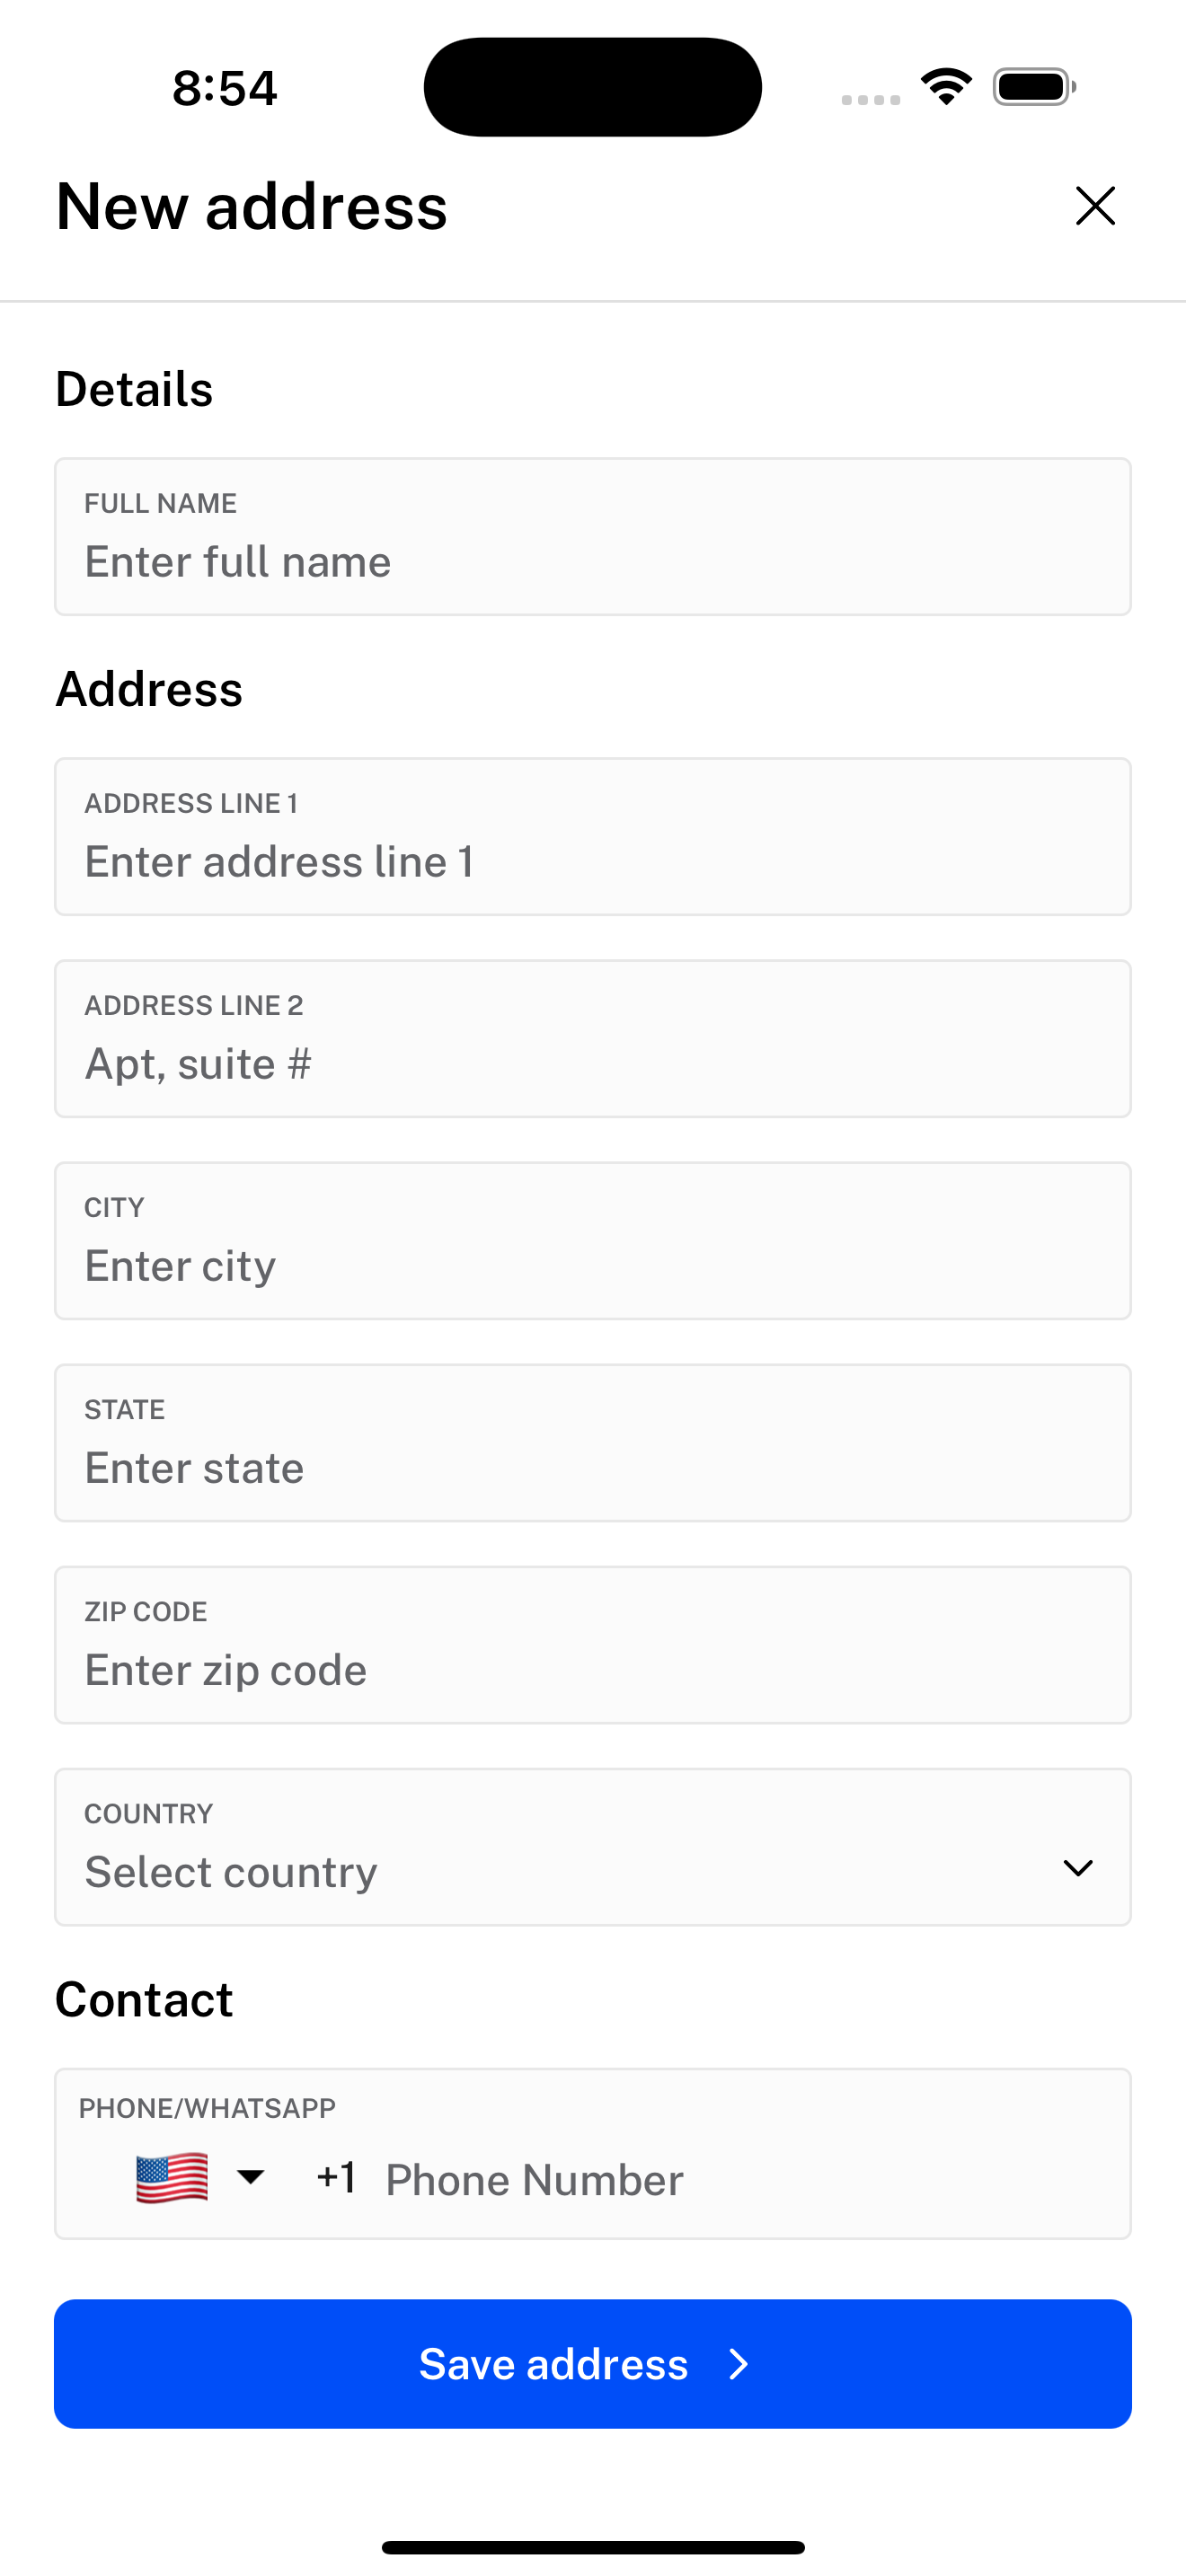 8:54
New address
Details
FULL NAME
Enter full name
Address
ADDRESS LINE 1
Enter address line 1
ADDRESS LINE 2
Apt, suite #
CITY
Enter city
STATE
Enter state
ZIP CODE
Enter zip code
COUNTRY
Select country
Contact
PHONE/WHATSAPP
+1 Phone Number
Save address